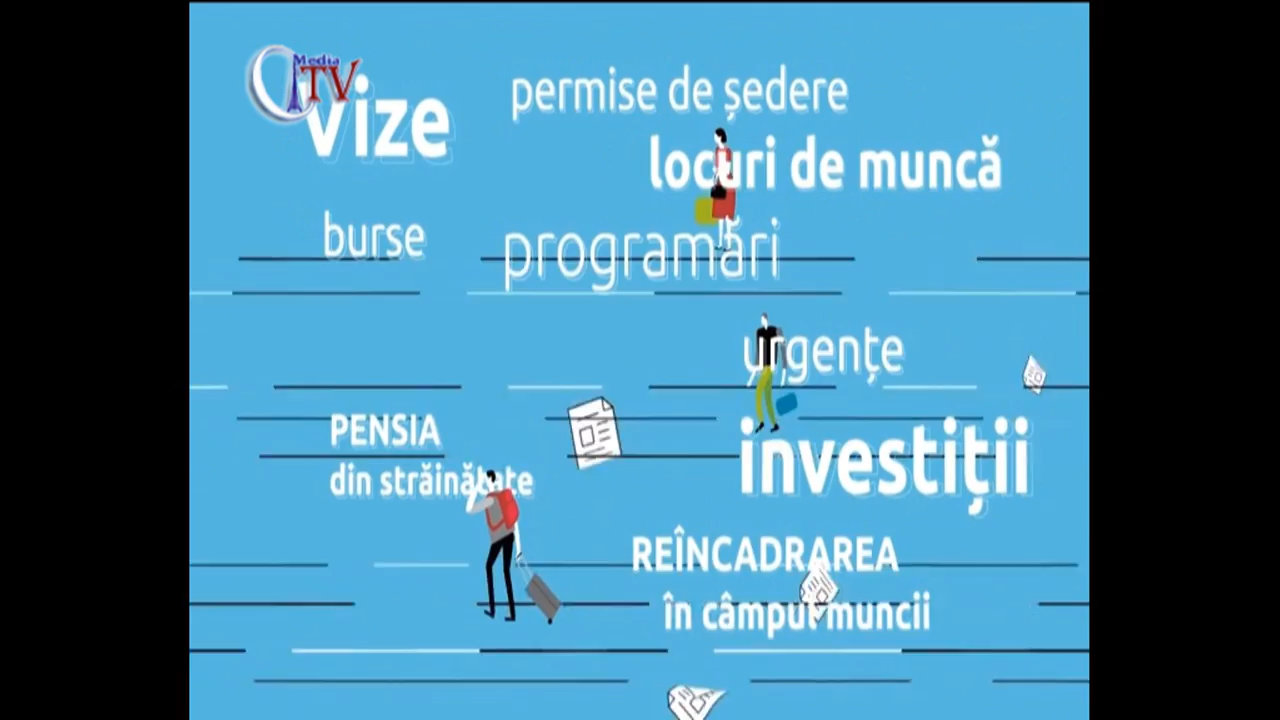 Media
TV
vize
permise de ședere
locuri de muncă
burse
programări
urgențe
PENSIA
din străinătate
investiții
REÎNCADRAREA
în câmpul muncii